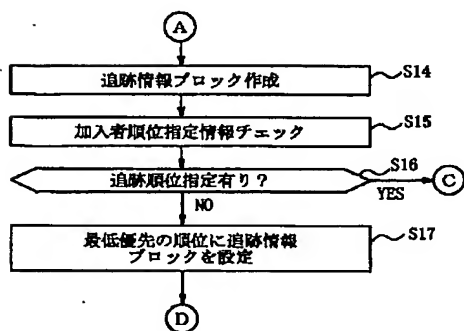 A
追跡情報ブロック作成
S14
加入者順位指定情報チェック
S15
追跡順位指定有り?
S16
YES
C
NO
最低優先の順位に追跡情報
ブロックを設定
S17
D